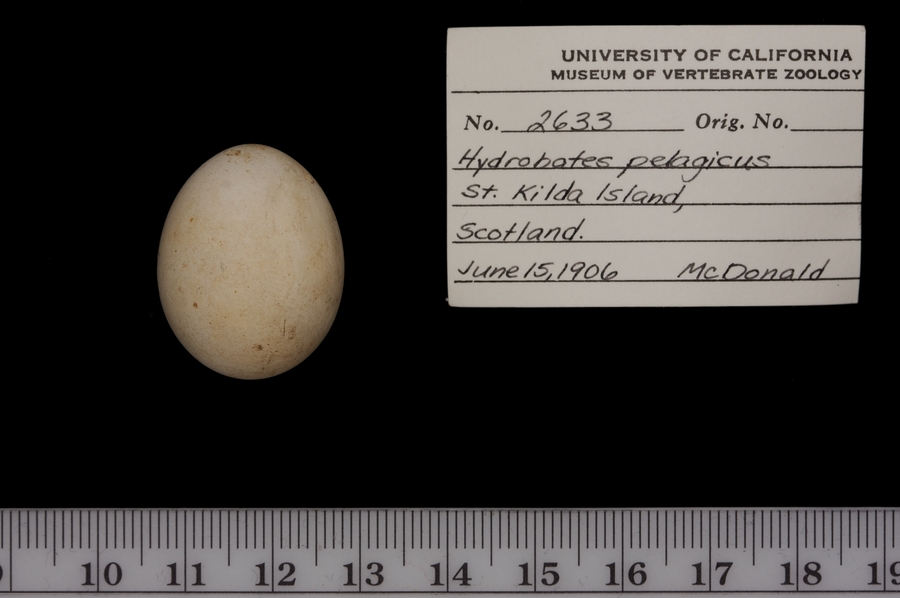 UNIVERSITY OF CALIFORNIA
MUSEUM OF VERTEBRATE ZOOLOGY
No. 2633 Orig. No.
Hydrobates pelagicus
St. Kilda Island,
Scotland.
June 15, 1906 McDonald
10 11 12 13 14 15 16 17 18 19